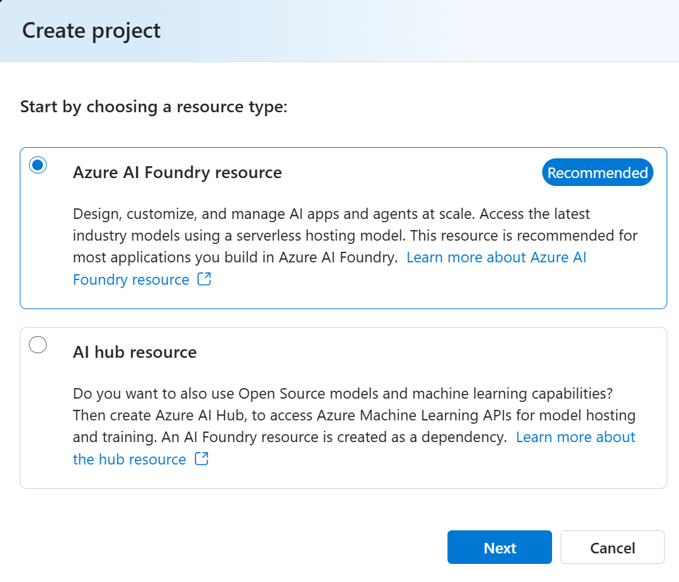 Create project
Start by choosing a resource type:
Azure AI Foundry resource
Recommended
Design, customize, and manage AI apps and agents at scale. Access the latest
industry models using a serverless hosting model. This resource is recommended for
most applications you build in Azure AI Foundry. Learn more about Azure AI
Foundry resource
AI hub resource
Do you want to also use Open Source models and machine learning capabilities?
Then create Azure AI Hub, to access Azure Machine Learning APIs for model hosting
and training. An AI Foundry resource is created as a dependency. Learn more about
the hub resource
Next
Cancel